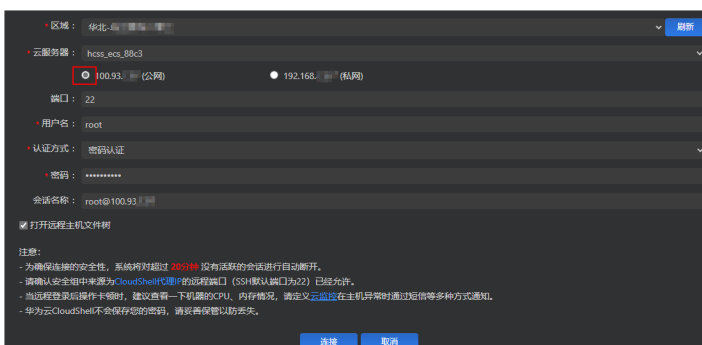 * 区域： 华北- 刷新
* 云服务器： hcss_ecs_88c3
100.93. (公网) 192.168. (私网)
端口： 22
* 用户名： root
* 认证方式： 密码认证
* 密码： ••••••••••
会话名称： root@100.93.
打开远程主机文件树
注意：
- 为确保连接的安全性，系统将对超过 20分钟 没有活跃的会话进行自动断开。
- 请确认安全组中来源为CloudShell代理IP的远程端口（SSH默认端口为22）已经允许。
- 当远程登录后操作卡顿时，建议查看一下机器的CPU、内存情况，请定义云监控在主机异常时通过短信等多种方式通知。
- 华为云CloudShell不会保存您的密码，请妥善保管以防丢失。
连接 取消